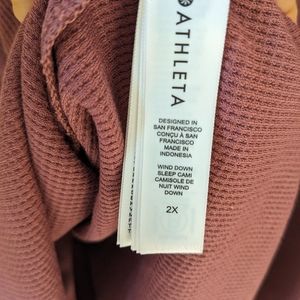 ATHLETA
DESIGNED IN
SAN FRANCISCO
CONÇU À SAN
FRANCISCO
MADE IN
INDONESIA
WIND DOWN
SLEEP CAMI
CAMISOLE DE
NUIT WIND
DOWN
2X